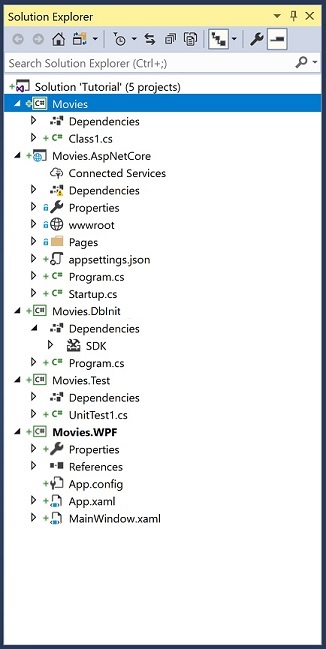 Solution Explorer
Search Solution Explorer (Ctrl+;)
Solution 'Tutorial' (5 projects)
C# Movies
Dependencies
C# Class1.cs
Movies.AspNetCore
Connected Services
Dependencies
Properties
wwwroot
Pages
appsettings.json
C# Program.cs
C# Startup.cs
C# Movies.DbInit
Dependencies
SDK
C# Program.cs
C# Movies.Test
Dependencies
C# UnitTest1.cs
C# Movies.WPF
Properties
References
App.config
App.xaml
MainWindow.xaml